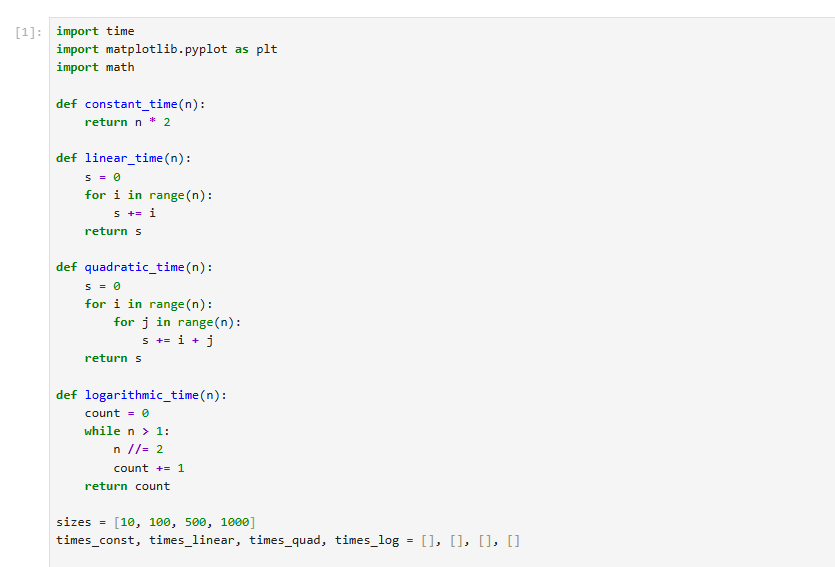 [1]: import time
import matplotlib.pyplot as plt
import math

def constant_time(n):
    return n * 2

def linear_time(n):
    s = 0
    for i in range(n):
        s += i
    return s

def quadratic_time(n):
    s = 0
    for i in range(n):
        for j in range(n):
            s += i + j
    return s

def logarithmic_time(n):
    count = 0
    while n > 1:
        n //= 2
        count += 1
    return count

sizes = [10, 100, 500, 1000]
times_const, times_linear, times_quad, times_log = [], [], [], []